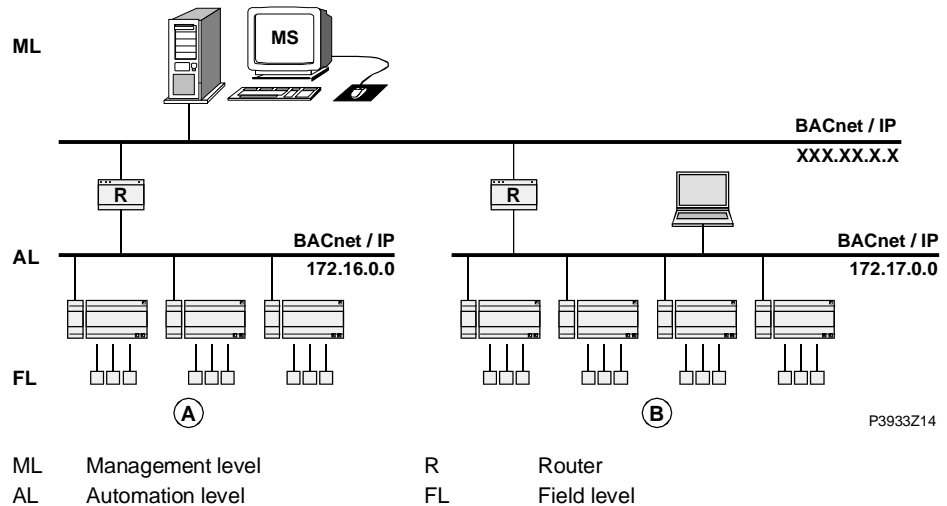 ML
MS
BACnet / IP
XXX.XX.X.X
R
R
AL
BACnet / IP
172.16.0.0
BACnet / IP
172.17.0.0
FL
A
B
P3933Z14
ML Management level R Router
AL Automation level FL Field level